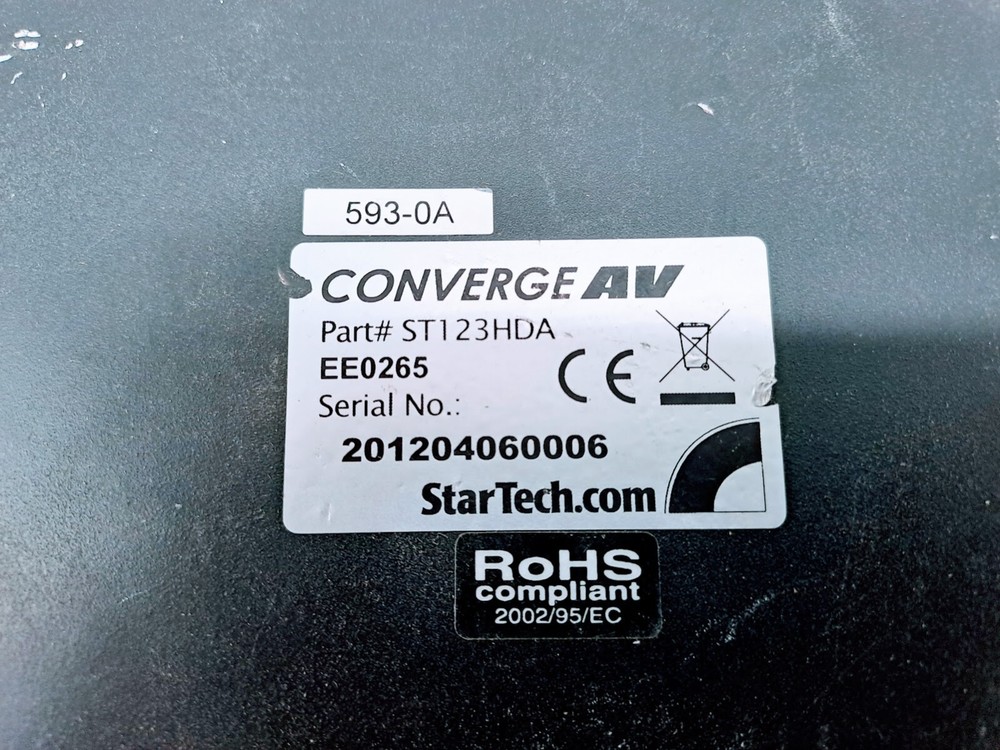 593-0A
CONVERGE AV
Part# ST123HDA
EE0265
CE
Serial No.:
201204060006
StarTech.com
RoHS
compliant
2002/95/EC